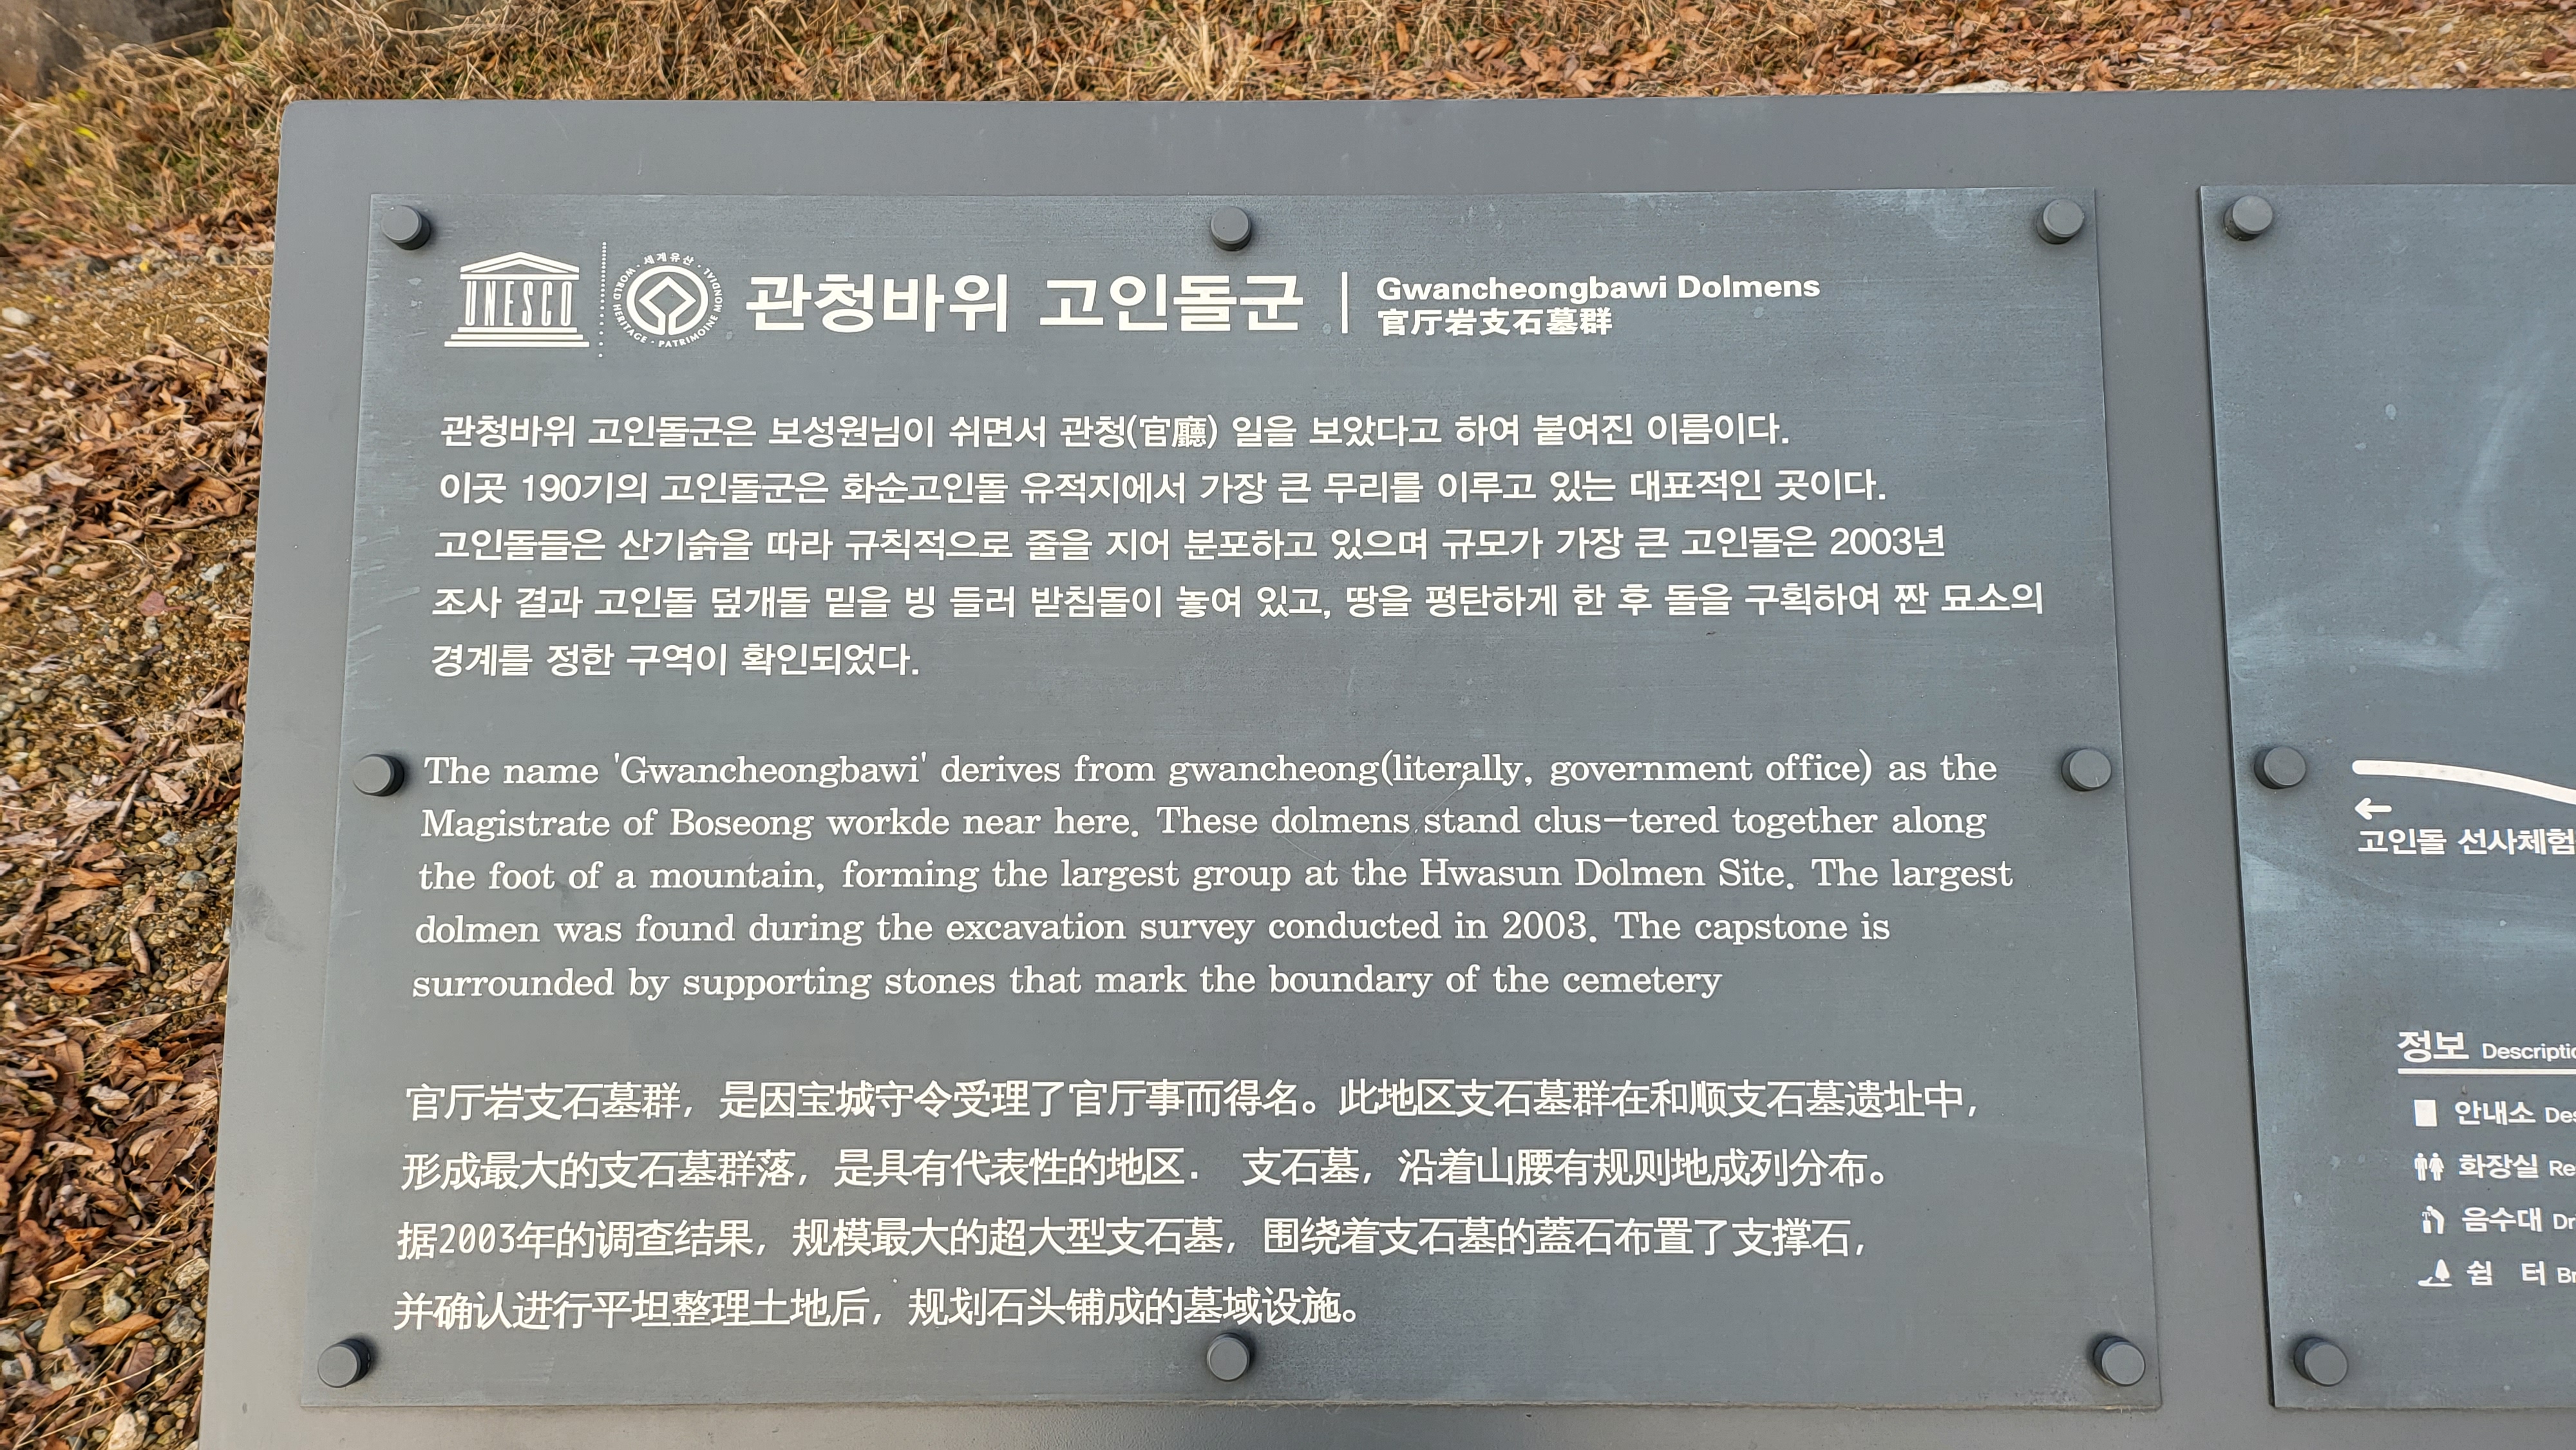 UNESCO
세계유산 · WORLD HERITAGE · PATRIMOINE MONDIAL
관청바위 고인돌군
Gwancheongbawi Dolmens
官厅岩支石墓群
관청바위 고인돌군은 보성원님이 쉬면서 관청(官廳) 일을 보았다고 하여 붙여진 이름이다.
이곳 190기의 고인돌군은 화순고인돌 유적지에서 가장 큰 무리를 이루고 있는 대표적인 곳이다.
고인돌들은 산기슭을 따라 규칙적으로 줄을 지어 분포하고 있으며 규모가 가장 큰 고인돌은 2003년
조사 결과 고인돌 덮개돌 밑을 빙 들러 받침돌이 놓여 있고, 땅을 평탄하게 한 후 돌을 구획하여 짠 묘소의
경계를 정한 구역이 확인되었다.
The name 'Gwancheongbawi' derives from gwancheong(literally, government office) as the
Magistrate of Boseong workde near here. These dolmens stand clus-tered together along
the foot of a mountain, forming the largest group at the Hwasun Dolmen Site. The largest
dolmen was found during the excavation survey conducted in 2003. The capstone is
surrounded by supporting stones that mark the boundary of the cemetery
官厅岩支石墓群, 是因宝城守令受理了官厅事而得名。此地区支石墓群在和顺支石墓遗址中,
形成最大的支石墓群落, 是具有代表性的地区. 支石墓, 沿着山腰有规则地成列分布。
据2003年的调查结果, 规模最大的超大型支石墓, 围绕着支石墓的蓋石布置了支撑石,
并确认进行平坦整理土地后, 规划石头铺成的墓域设施。
←
고인돌 선사체험
정보
안내소
화장실
음수대
쉼 터